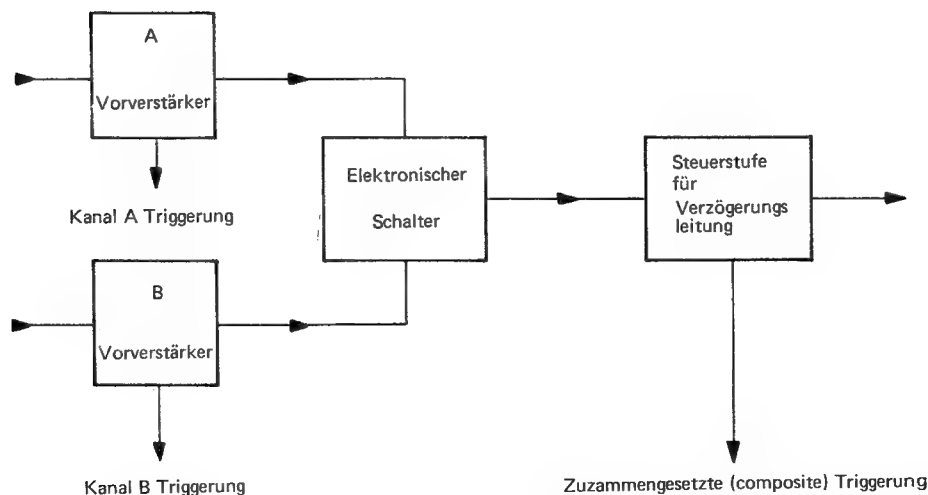 A
Vorverstärker
Kanal A Triggerung
Elektronischer
Schalter
Steuerstufe
für
Verzögerungs
leitung
B
Vorverstärker
Kanal B Triggerung
Zuzammengesetzte (composite) Triggerung